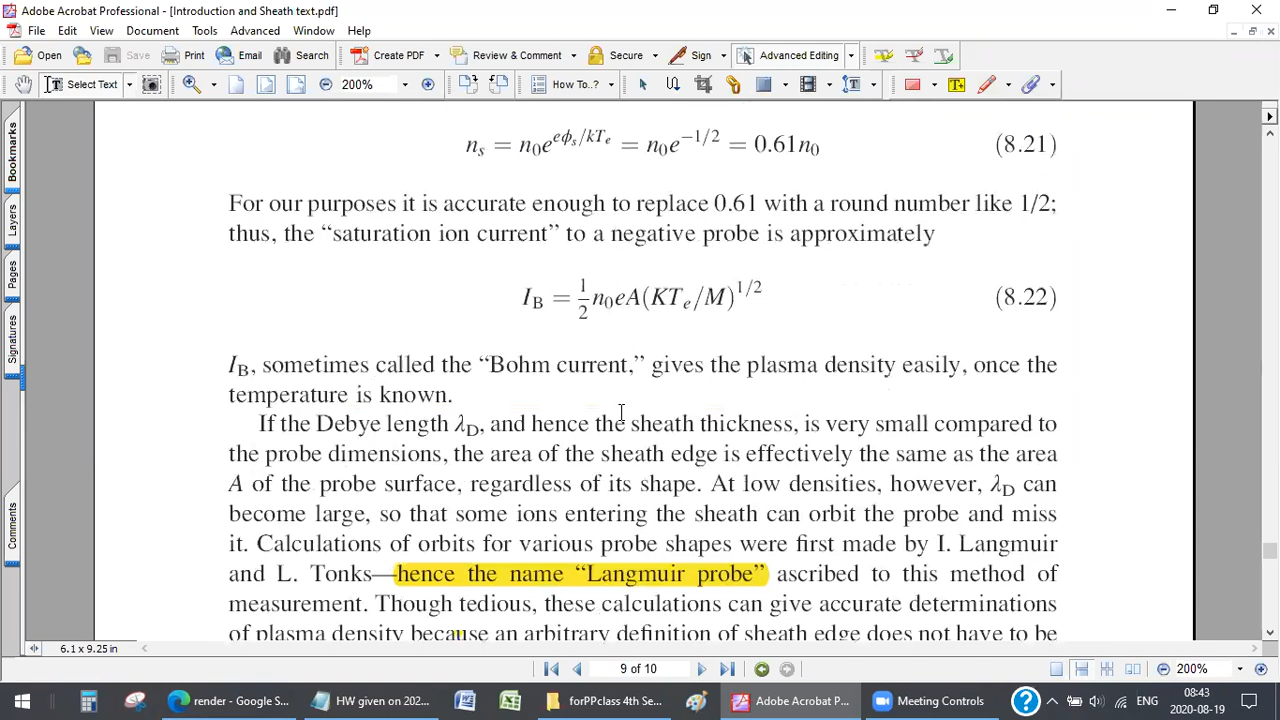 Adobe Acrobat Professional - [Introduction and Sheath text.pdf]
File Edit View Document Tools Advanced Window Help
Open Save Print Email Search Create PDF Review & Comment Secure Sign Advanced Editing
Select Text 200% How To..?
n_s = n_0e^{eϕ_s/kT_e} = n_0e^{−1/2} = 0.61n_0 (8.21)
For our purposes it is accurate enough to replace 0.61 with a round number like 1/2;
thus, the “saturation ion current” to a negative probe is approximately
I_B = \frac{1}{2}n_0eA(KT_e/M)^{1/2} (8.22)
I_B, sometimes called the “Bohm current,” gives the plasma density easily, once the
temperature is known.
If the Debye length λ_D, and hence the sheath thickness, is very small compared to
the probe dimensions, the area of the sheath edge is effectively the same as the area
A of the probe surface, regardless of its shape. At low densities, however, λ_D can
become large, so that some ions entering the sheath can orbit the probe and miss
it. Calculations of orbits for various probe shapes were first made by I. Langmuir
and L. Tonks—hence the name “Langmuir probe” ascribed to this method of
measurement. Though tedious, these calculations can give accurate determinations
of plasma density because an arbitrary definition of sheath edge does not have to be
Bookmarks
Layers
Pages
Signatures
Comments
6.1 x 9.25 in
9 of 10 200%
render - Google S... HW given on 202... forPPclass 4th Se... Adobe Acrobat P... Meeting Controls ENG 08:43
2020-08-19